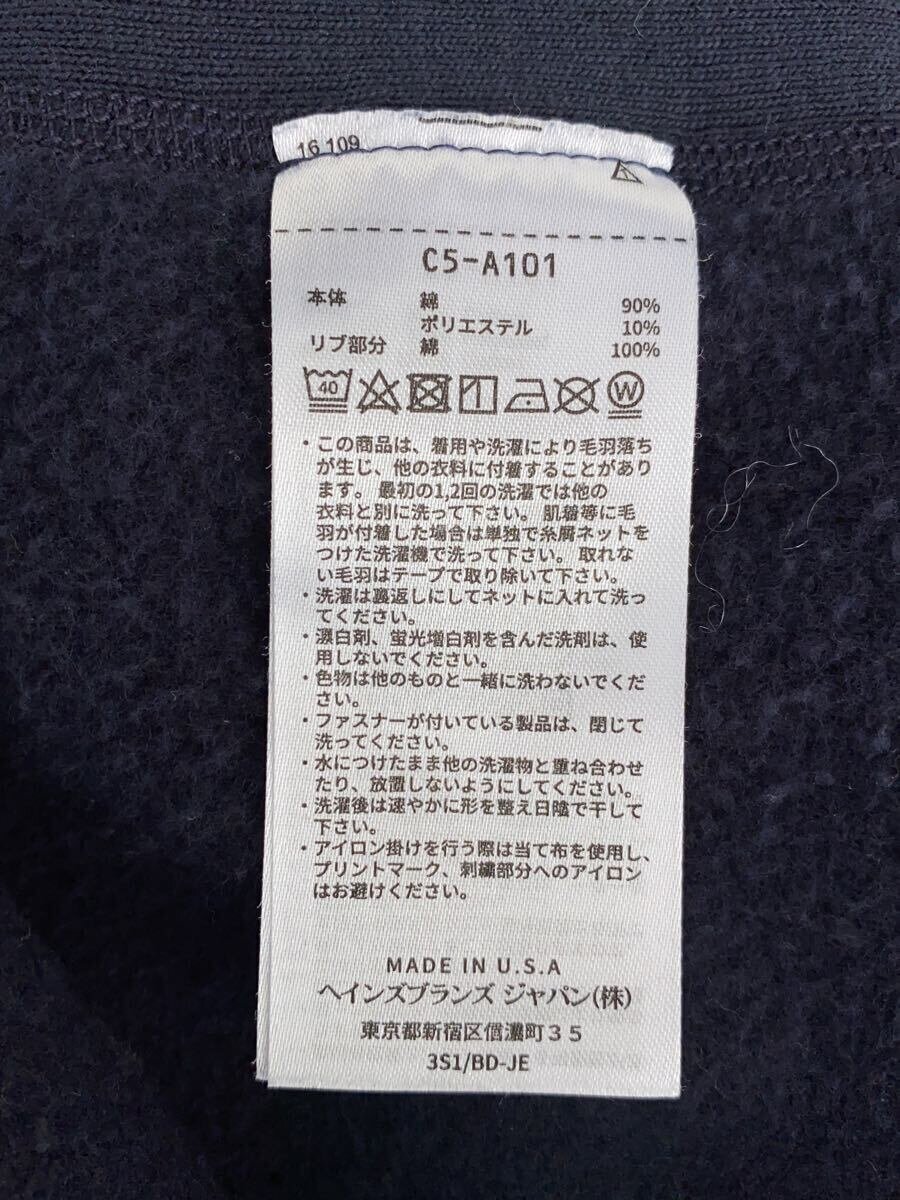 16 109
C5-A101
本体 綿 90%
ポリエステル 10%
リブ部分 綿 100%
40 W
・この商品は、着用や洗濯により毛羽落ち
が生じ、他の衣料に付着することがあり
ます。最初の1,2回の洗濯では他の
衣料と別に洗って下さい。肌着等に毛
羽が付着した場合は単独で糸屑ネットを
つけた洗濯機で洗って下さい。取れな
い毛羽はテープで取り除いて下さい。
・洗濯は裏返しにしてネットに入れて洗っ
てください。
・漂白剤、蛍光増白剤を含んだ洗剤は、使
用しないでください。
・色物は他のものと一緒に洗わないでくだ
さい。
・ファスナーが付いている製品は、閉じて
洗ってください。
・水につけたまま他の洗濯物と重ね合わせ
たり、放置しないようにしてください。
・洗濯後は速やかに形を整え日陰で干して
下さい。
・アイロン掛けを行う際は当て布を使用し、
プリントマーク、刺繍部分へのアイロン
はお避けください。
MADE IN U.S.A
ヘインズブランズ ジャパン(株)
東京都新宿区信濃町35
3S1/BD-JE